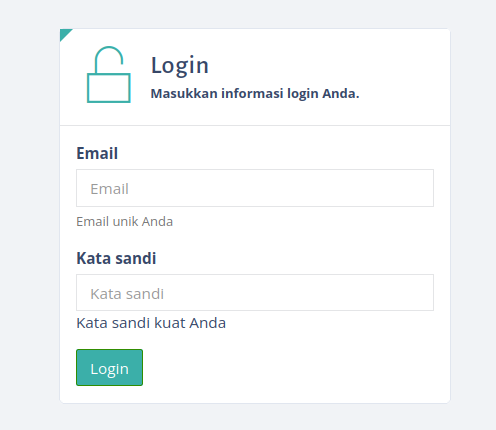 Login
Masukkan informasi login Anda.
Email
Email
Email unik Anda
Kata sandi
Kata sandi
Kata sandi kuat Anda
Login